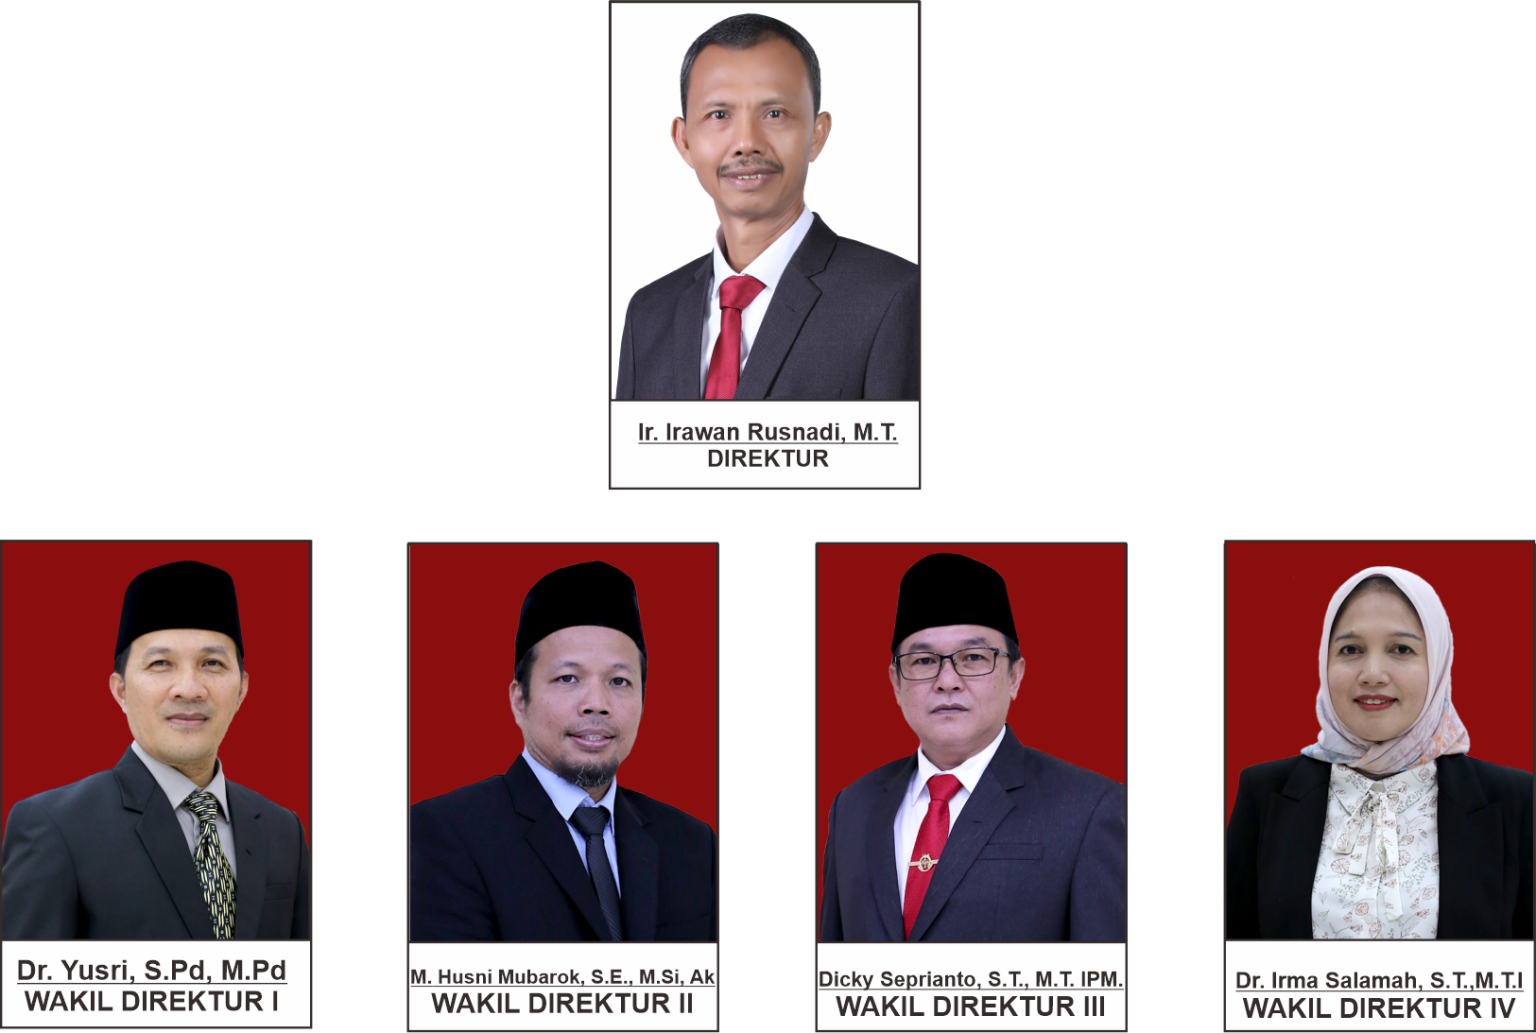 Ir. Irawan Rusnadi, M.T.
DIREKTUR
Dr. Yusri, S.Pd, M.Pd
WAKIL DIREKTUR I
M. Husni Mubarok, S.E., M.Si, Ak
WAKIL DIREKTUR II
Dicky Seprianto, S.T., M.T. IPM.
WAKIL DIREKTUR III
Dr. Irma Salamah, S.T.,M.T.I
WAKIL DIREKTUR IV